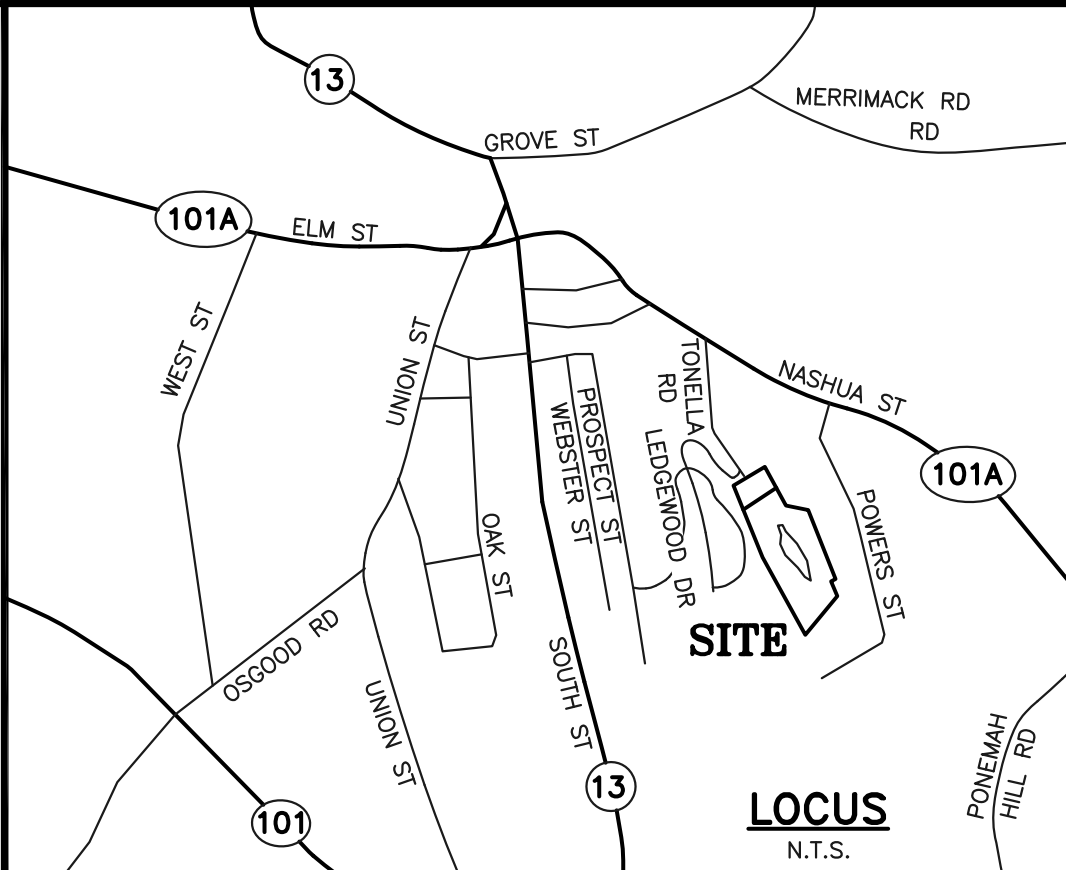 13
GROVE ST
MERRIMACK RD
RD
101A
ELM ST
WEST ST
UNION ST
TONELLA
RD
NASHUA ST
PROSPECT ST
WEBSTER ST
LEDGEWOOD DR
101A
POWERS ST
OAK ST
SITE
OSGOOD RD
SOUTH ST
UNION ST
PONEMAH
HILL RD
13
101
LOCUS
N.T.S.